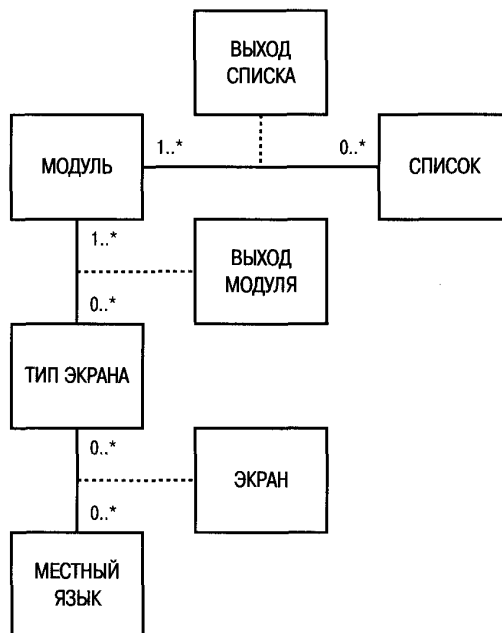 ВЫХОД
СПИСКА
МОДУЛЬ
1..*
0..*
СПИСОК
1..*
ВЫХОД
МОДУЛЯ
0..*
ТИП ЭКРАНА
0..*
ЭКРАН
0..*
МЕСТНЫЙ
ЯЗЫК